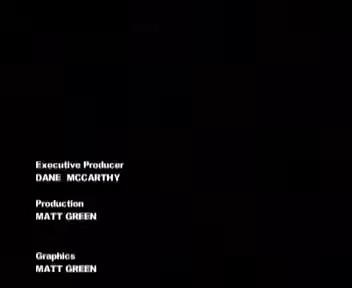 Executive Producer
DANE MCCARTHY
Production
MATT GREEN
Graphics
MATT GREEN